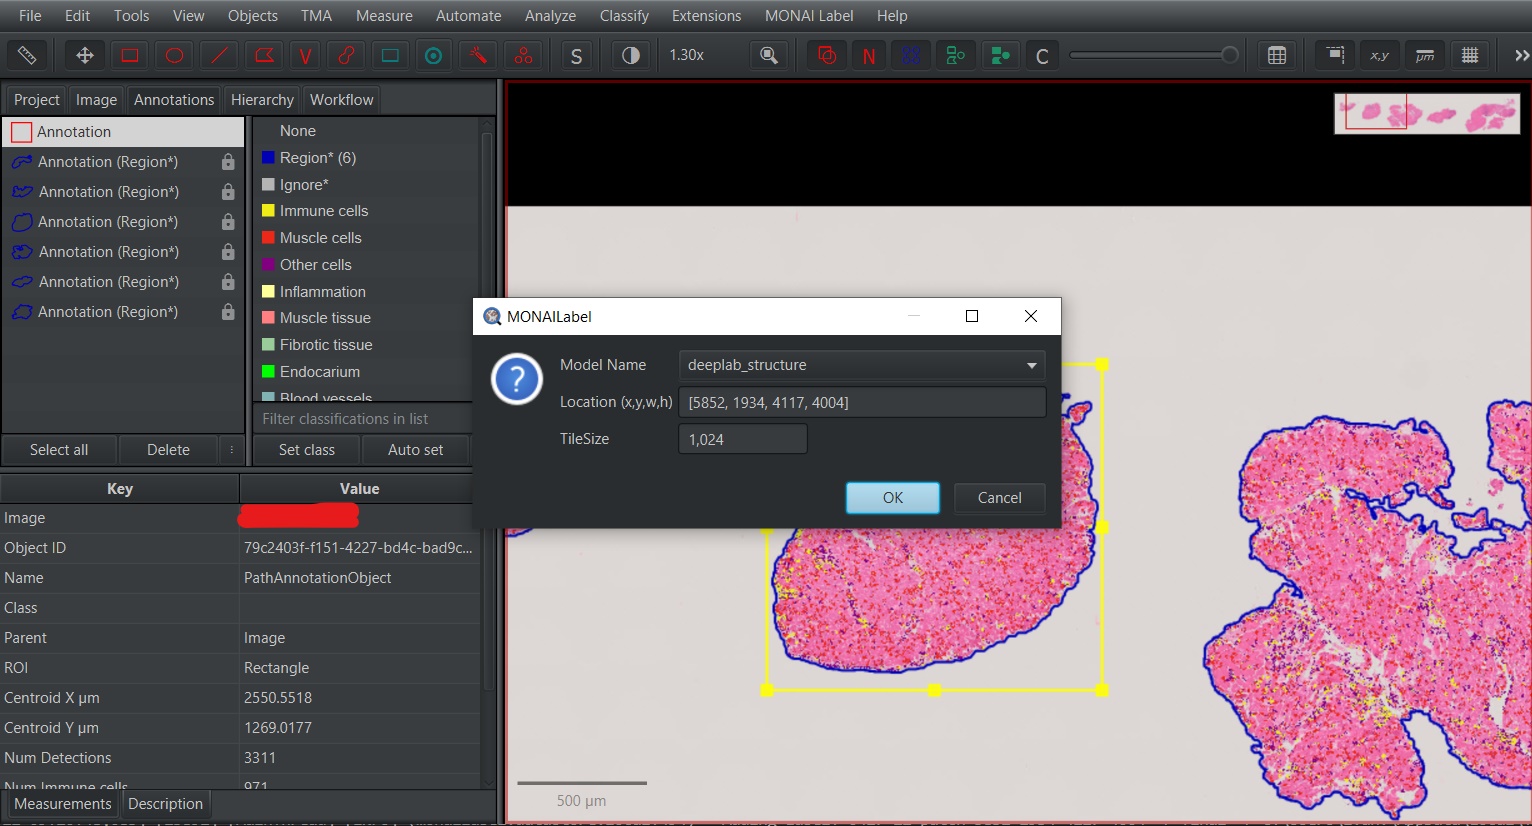 File Edit Tools View Objects TMA Measure Automate Analyze Classify Extensions MONAI Label Help
V S 1.30x N C x,y µm
Project Image Annotations Hierarchy Workflow
Annotation
Annotation (Region*)
Annotation (Region*)
Annotation (Region*)
Annotation (Region*)
Annotation (Region*)
Annotation (Region*)
None
Region* (6)
Ignore*
Immune cells
Muscle cells
Other cells
Inflammation
Muscle tissue
Fibrotic tissue
Endocarium
Blood vessels
Filter classifications in list
Select all Delete Set class Auto set
Key Value
Image
Object ID 79c2403f-f151-4227-bd4c-bad9c...
Name PathAnnotationObject
Class
Parent Image
ROI Rectangle
Centroid X µm 2550.5518
Centroid Y µm 1269.0177
Num Detections 3311
Num Immune cells 971
Measurements Description
MONAILabel
?
Model Name deeplab_structure
Location (x,y,w,h) [5852, 1934, 4117, 4004]
TileSize 1,024
OK Cancel
500 µm